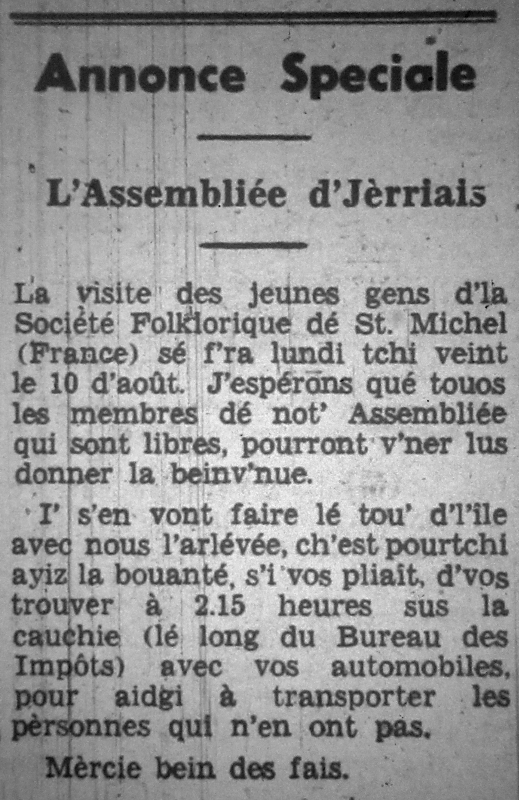 Annonce Speciale
L'Assembliée d'Jèrriais
La visite des jeunes gens d'la
Société Folklorique dé St. Michel
(France) sé f'ra lundi tchi veint
le 10 d'août. J'espérons qué touos
les membres dé not' Assembliée
qui sont libres, pourront v'ner lus
donner la beinv'nue.
I' s'en vont faire lé tou' d'l'île
avec nous l'arlévée, ch'est pourtchi
ayiz la bouanté, s'i vos pliaît, d'vos
trouver à 2.15 heures sus la
cauchie (lé long du Bureau des
Impôts) avec vos automobiles,
pour aidgi à transporter les
pèrsonnes qui n'en ont pas.
Mèrcie bein des fais.